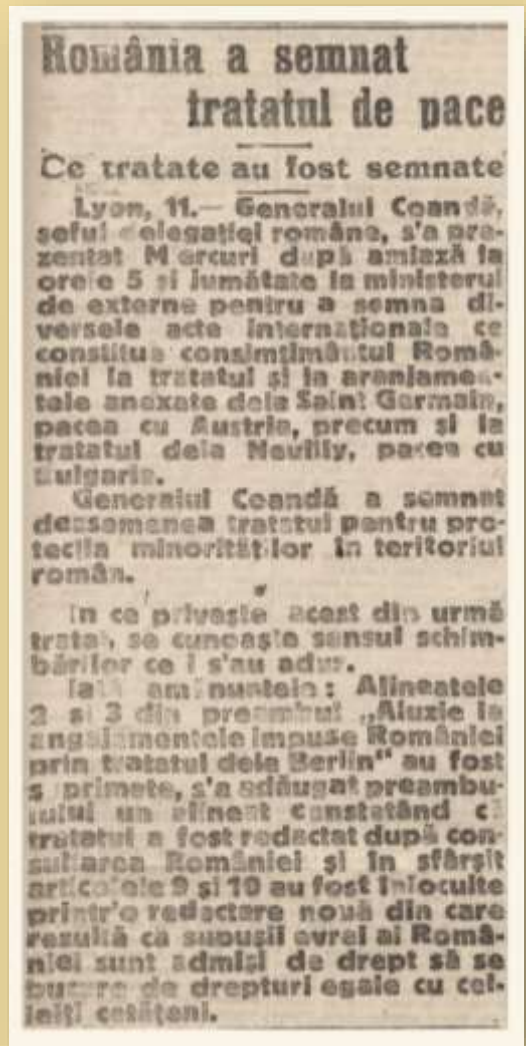 România a semnat
tratatul de pace
Ce tratate au fost semnate
Lyon, 11.— Generalul Coandă,
șeful delegației române, s'a pre-
zentat Mercuri după amiază la
orele 5 și jumătate la ministerul
de externe pentru a semna di-
versele acte internaționale ce
constitue consimțimântul Româ-
niei la tratatul și la aranjamen-
tele anexate dela Saint Germain,
pacea cu Austria, precum și la
tratatul dela Neuilly, pacea cu
Bulgaria.
Generalul Coandă a semnat
deasemenea tratatul pentru pro-
tecția minorităților în teritoriul
român.
In ce privește acest din urmă
tratat, se cunoaște sensul schim-
bărilor ce i s'au adus.
Iată amănuntele: Alineatele
2 și 3 din preambul „Aluzie la
angajamentele impuse României
prin tratatul dela Berlin" au fost
suprimate, s'a adăugat preambu-
lului un alineat constatând că
tratatul a fost redactat după con-
sultarea României și în sfârșit
articolele 9 și 10 au fost înlocuite
printr'o redactare nouă din care
rezultă că supușii evrei ai Româ-
niei sunt admiși de drept să se
bucure de drepturi egale cu cei-
lalți cetățeni.